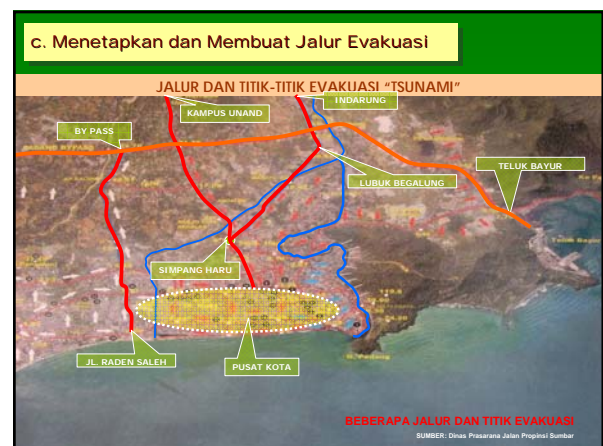 c. Menetapkan dan Membuat Jalur Evakuasi
JALUR DAN TITIK-TITIK EVAKUASI “TSUNAMI”
INDARUNG
KAMPUS UNAND
BY PASS
TELUK BAYUR
LUBUK BEGALUNG
SIMPANG HARU
JL. RADEN SALEH
PUSAT KOTA
BEBERAPA JALUR DAN TITIK EVAKUASI
SUMBER: Dinas Prasarana Jalan Propinsi Sumbar